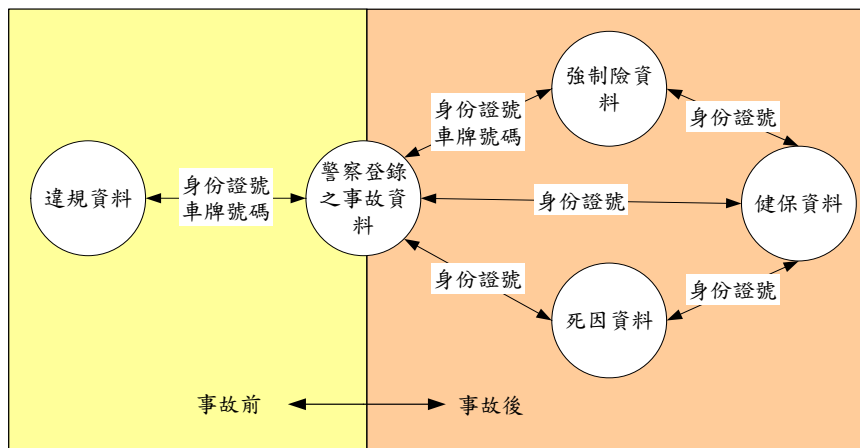 強制險資
料
身份證號
車牌號碼
身份證號
警察登錄
之事故資
料
違規資料
身份證號
車牌號碼
身份證號
健保資料
身份證號
身份證號
死因資料
事故前
事故後